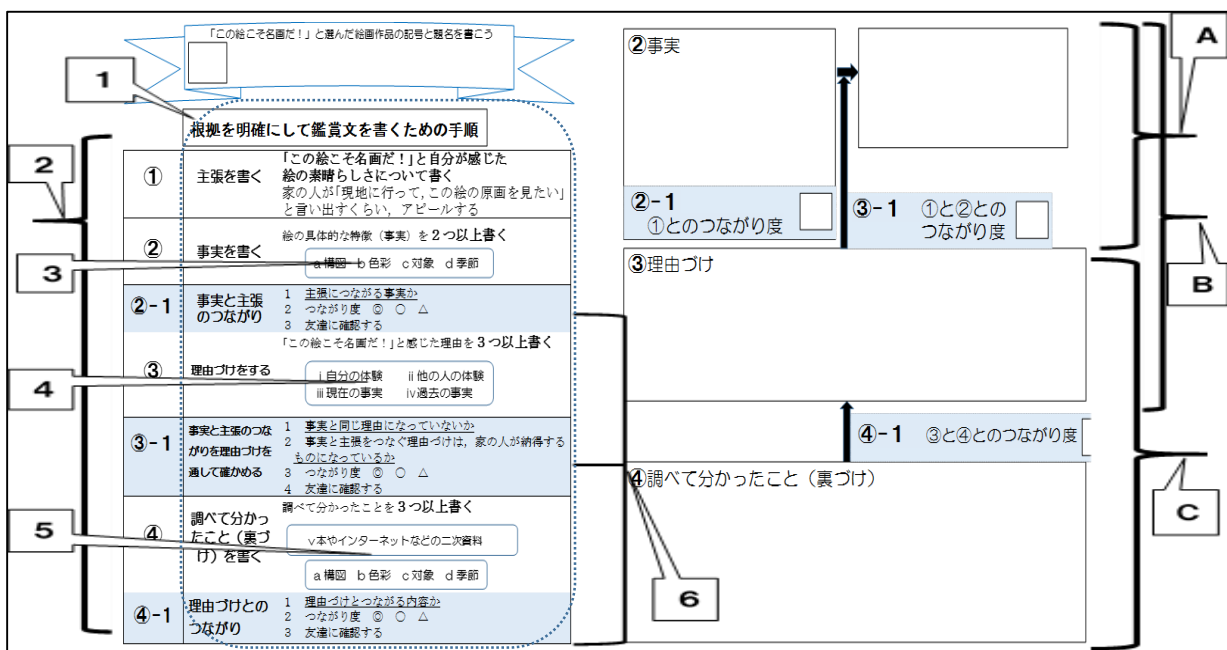 「この絵こそ名画だ！」と選んだ絵画作品の記号と題名を書こう
1
根拠を明確にして鑑賞文を書くための手順
2
① 主張を書く
「この絵こそ名画だ！」と自分が感じた
絵の素晴らしさについて書く
家の人が「現地に行って，この絵の原画を見たい」
と言い出すくらい，アピールする
② 事実を書く
絵の具体的な特徴（事実）を２つ以上書く
a 構図 b 色彩 c 対象 d 季節
3
②-1 事実と主張
のつながり
1 主張につながる事実か
2 つながり度 ◎ ○ △
3 友達に確認する
③ 理由づけをする
「この絵こそ名画だ！」と感じた理由を３つ以上書く
ⅰ自分の体験 ⅱ他の人の体験
ⅲ現在の事実 ⅳ過去の事実
4
③-1 事実と主張のつな
がりを理由づけを
通して確かめる
1 事実と同じ理由になっていないか
2 事実と主張をつなぐ理由づけは，家の人が納得する
ものになっているか
3 つながり度 ◎ ○ △
4 友達に確認する
④ 調べて分かっ
たこと（裏づ
け）を書く
調べて分かったことを３つ以上書く
ⅴ本やインターネットなどの二次資料
a 構図 b 色彩 c 対象 d 季節
5
④-1 理由づけとの
つながり
1 理由づけとつながる内容か
2 つながり度 ◎ ○ △
3 友達に確認する
6
②事実
②-1
①とのつながり度
③-1 ①と②との
つながり度
③理由づけ
④-1 ③と④とのつながり度
④調べて分かったこと（裏づけ）
A
B
C